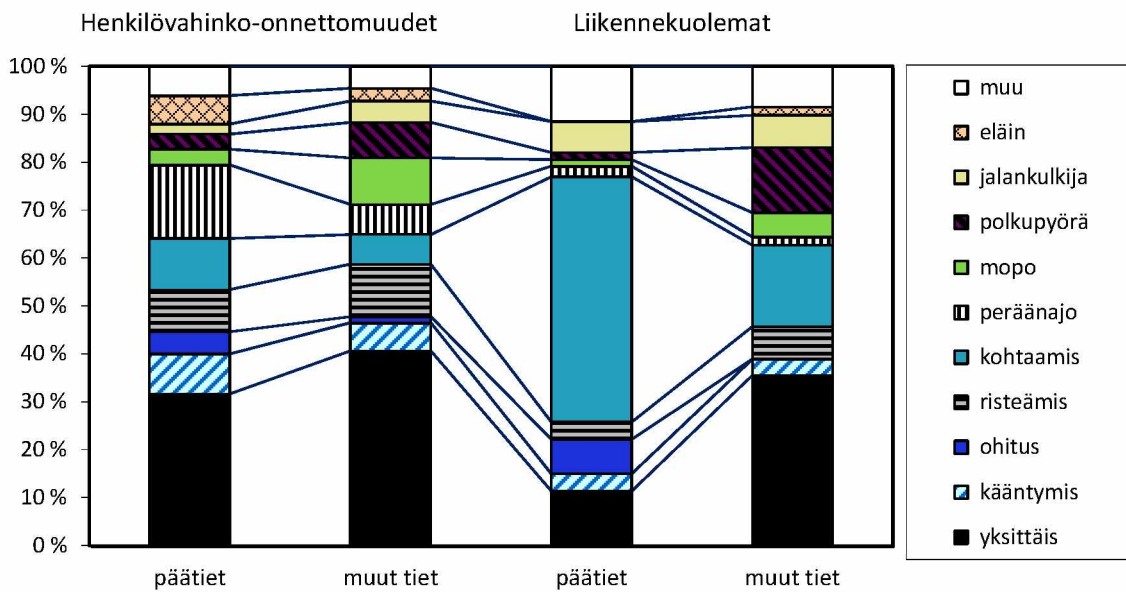 Henkilövahinko-onnettomuudet
Liikennekuolemat
100 %
90 %
80 %
70 %
60 %
50 %
40 %
30 %
20 %
10 %
0 %
päätiet
muut tiet
päätiet
muut tiet
muu
eläin
jalankulkija
polkupyörä
mopo
peräänajo
kohtaamis
risteämis
ohitus
kääntymis
yksittäis